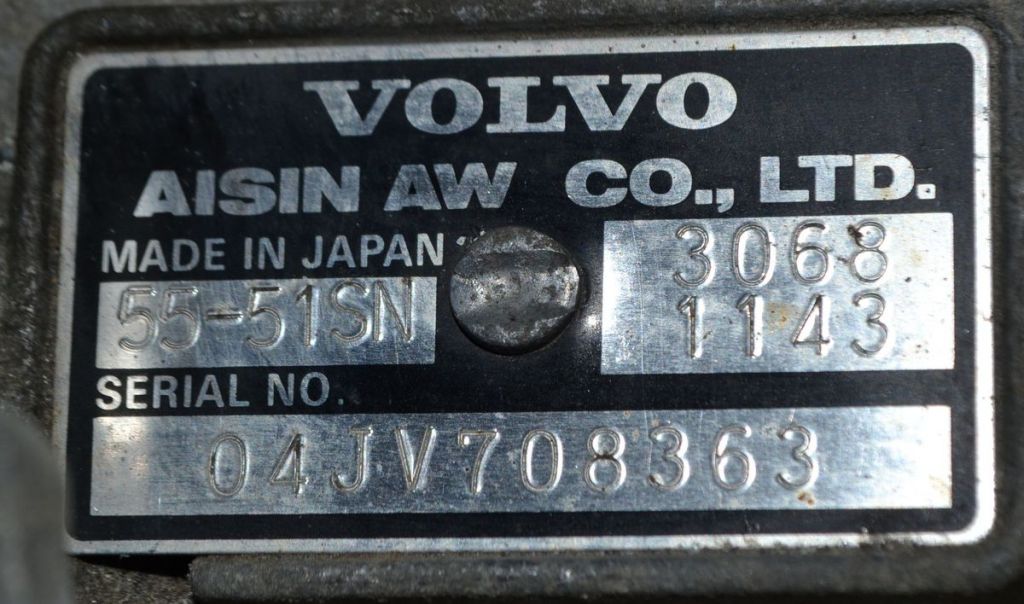 VOLVO
AISIN AW CO., LTD.
MADE IN JAPAN
55-51SN
3068
1143
SERIAL NO.
04JV708363